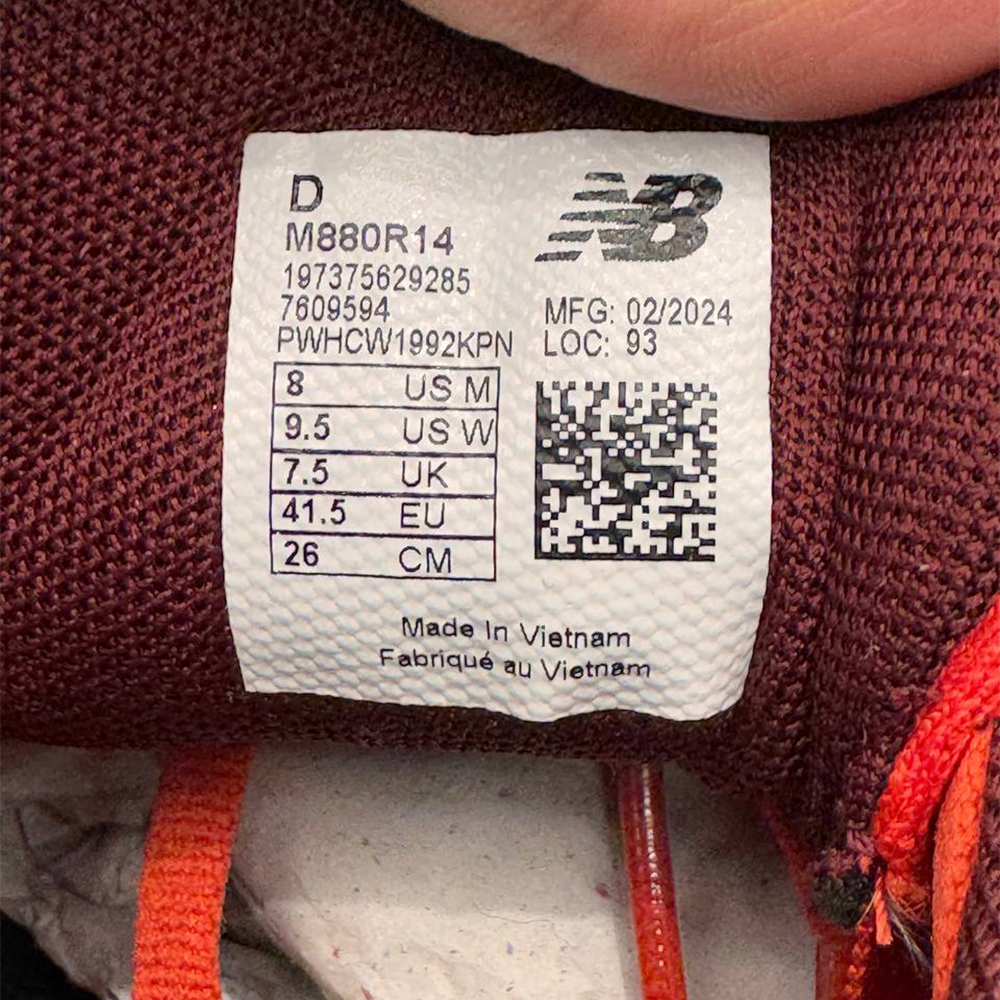 D
M880R14
197375629285
7609594
PWHCW1992KPN
8 US M
9.5 US W
7.5 UK
41.5 EU
26 CM
NB
MFG: 02/2024
LOC: 93
Made In Vietnam
Fabriqué au Vietnam